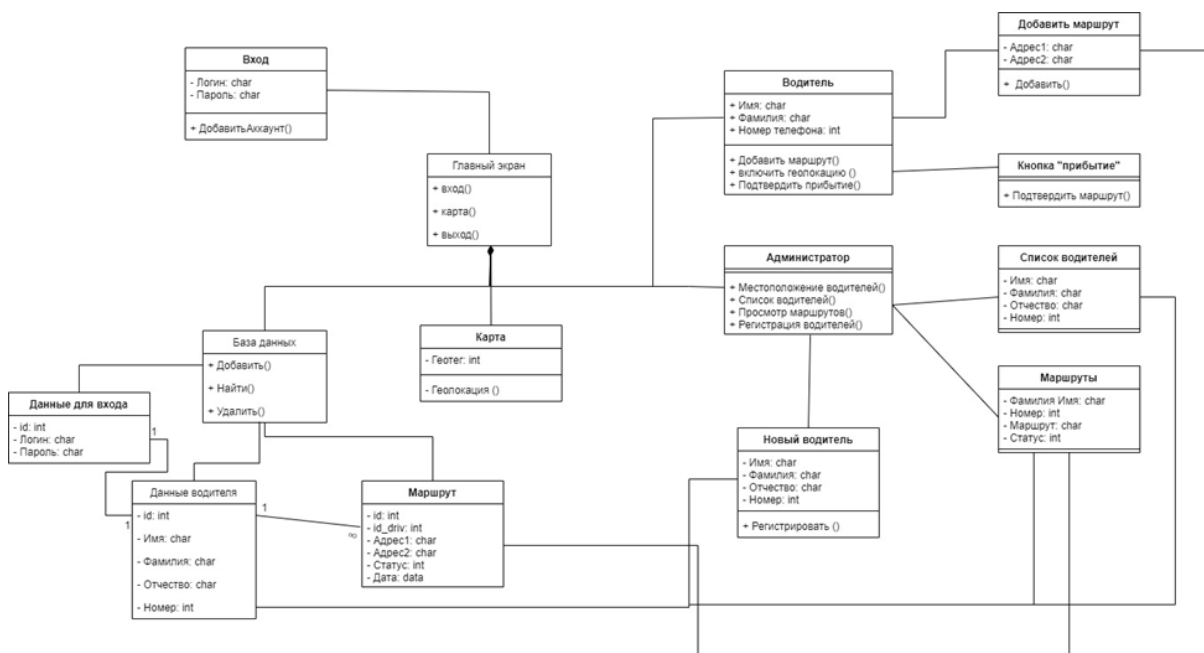 Вход
- Логин: char
- Пароль: char
+ ДобавитьАккаунт()
Главный экран
+ вход()
+ карта()
+ выход()
Водитель
+ Имя: char
+ Фамилия: char
+ Номер телефона: int
+ Добавить маршрут()
+ включить геолокацию ()
+ Подтвердить прибытие()
Добавить маршрут
- Адрес1: char
- Адрес2: char
+ Добавить()
Кнопка "прибытие"
+ Подтвердить маршрут()
Администратор
+ Местоположение водителей()
+ Список водителей()
+ Просмотр маршрутов()
+ Регистрация водителей()
Список водителей
- Имя: char
- Фамилия: char
- Отчество: char
- Номер: int
База данных
+ Добавить()
+ Найти()
+ Удалить()
Карта
- Геотег: int
- Геолокация ()
Маршруты
- Фамилия Имя: char
- Номер: int
- Маршрут: char
- Статус: int
Данные для входа
- id: int
- Логин: char
- Пароль: char
1
1
Новый водитель
- Имя: char
- Фамилия: char
- Отчество: char
- Номер: int
+ Регистрировать ()
Данные водителя
- id: int
- Имя: char
- Фамилия: char
- Отчество: char
- Номер: int
1
∞
Маршрут
- id: int
- id_driv: int
- Адрес1: char
- Адрес2: char
- Статус: int
- Дата: data